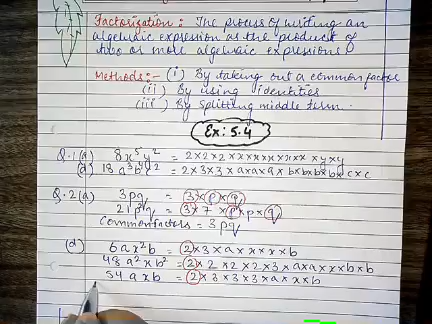 Factorisation : The process of writing an
algebraic expression as the product of
two or more algebraic expressions
Methods :- (i) By taking out a common factor
(ii) By using identities
(iii) By splitting middle term.
Ex: 5.4
Q.1(a) 8x⁵y² = 2×2×2×x×x×x×x×x×y×y
18 a³b⁴c² = 2×3×3×a×a×a×b×b×b×b×c×c
Q.2(a) 3pq = 3×p×q
21p²q = 3×7×p×p×q
Common factors = 3pq
(d) 6ax²b = 2×3×a×x×x×b
48a²xb² = 2×2×2×2×3×a×a×x×b×b
54axb = 2×3×3×3×a×x×b